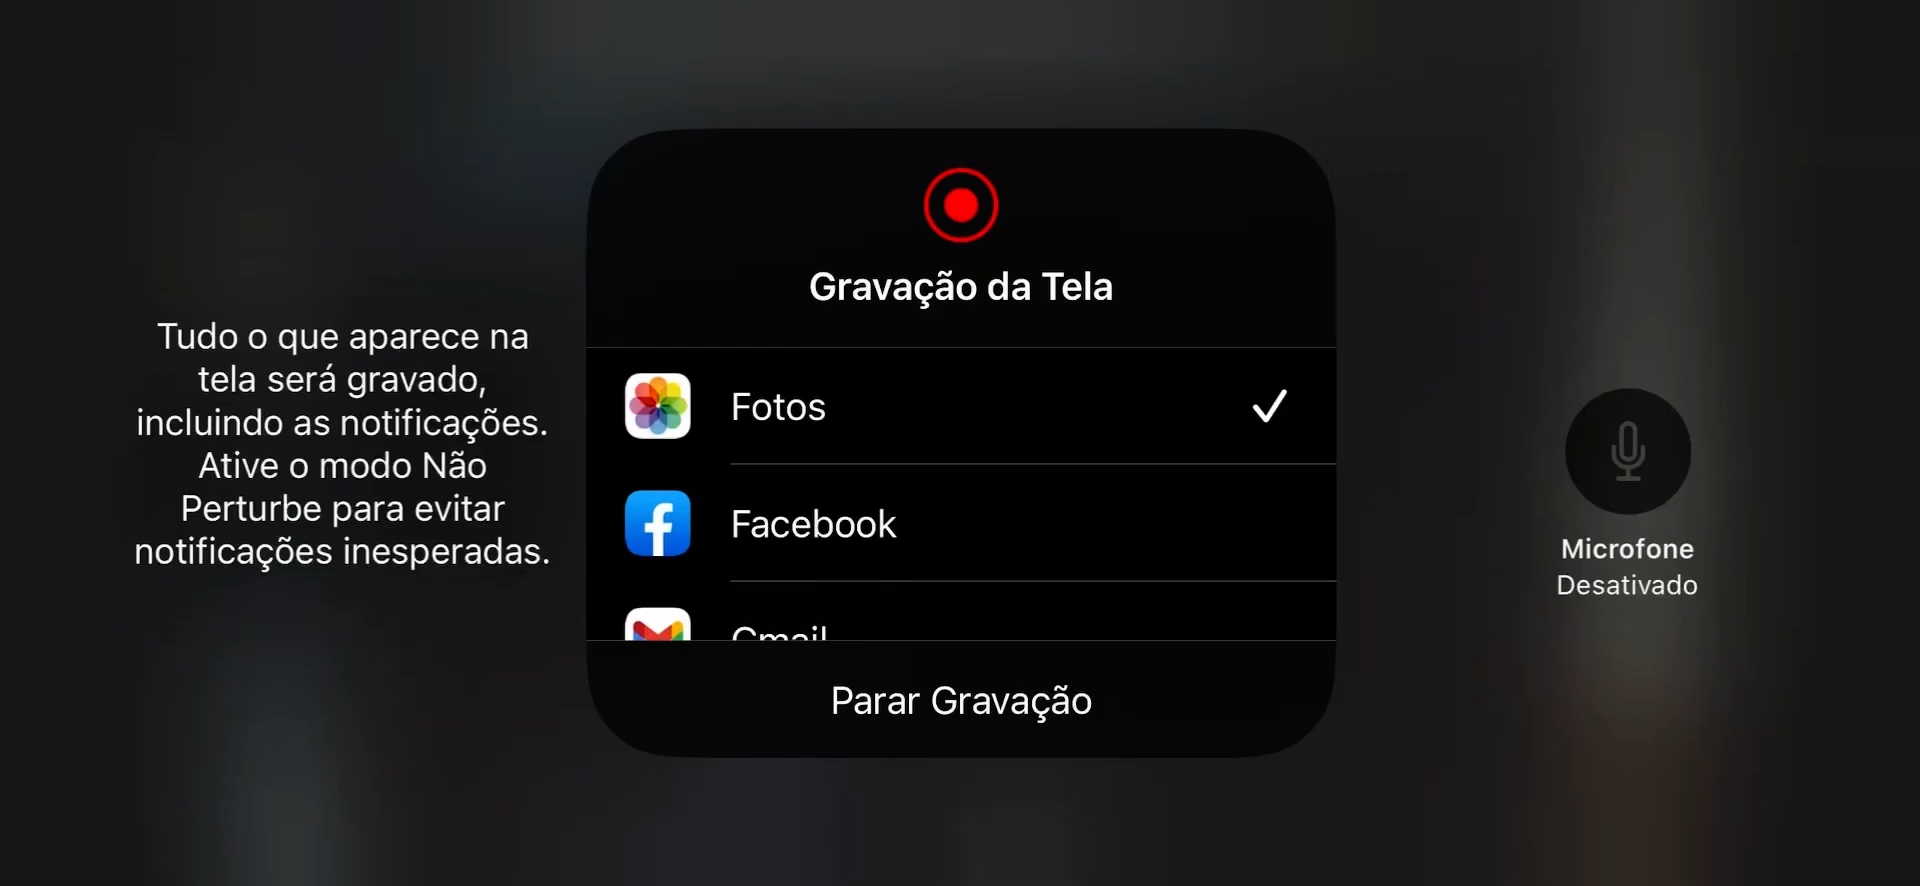 Gravação da Tela
Tudo o que aparece na
tela será gravado,
incluindo as notificações.
Ative o modo Não
Perturbe para evitar
notificações inesperadas.
Fotos
Facebook
Gmail
Parar Gravação
Microfone
Desativado